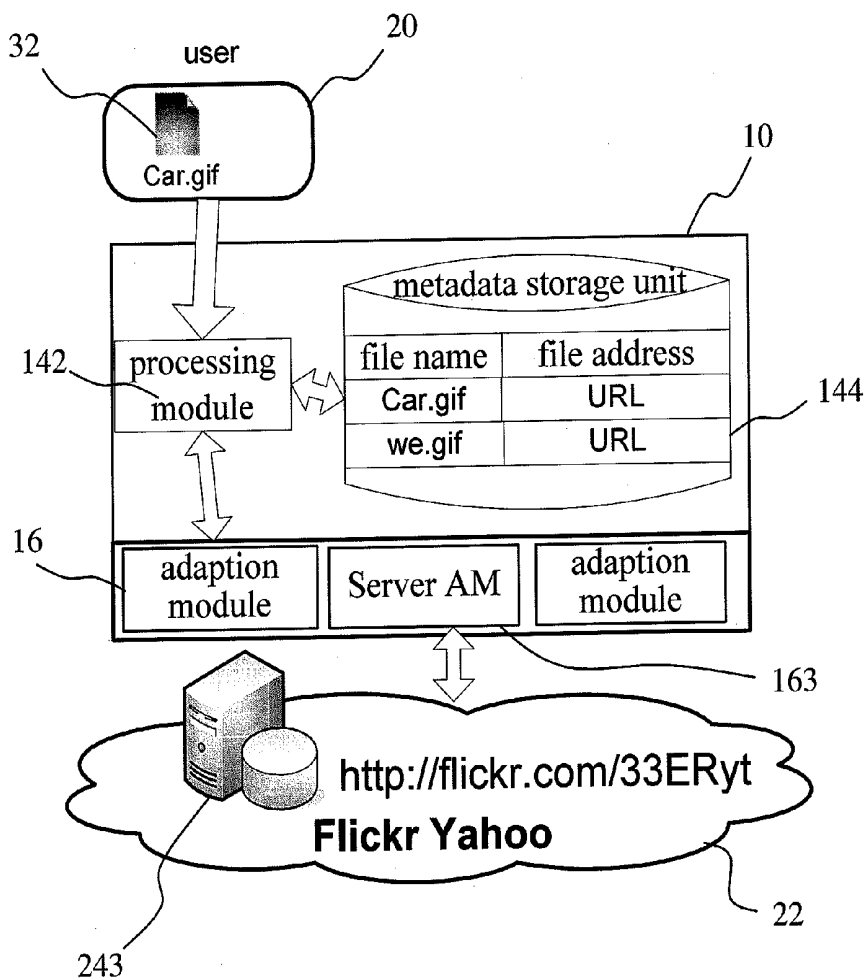 32
user
20
Car.gif
10
metadata storage unit
processing
module
142
file name file address
Car.gif URL
we.gif URL
144
16
adaption
module
Server AM
adaption
module
163
http://flickr.com/33ERyt
Flickr Yahoo
22
243